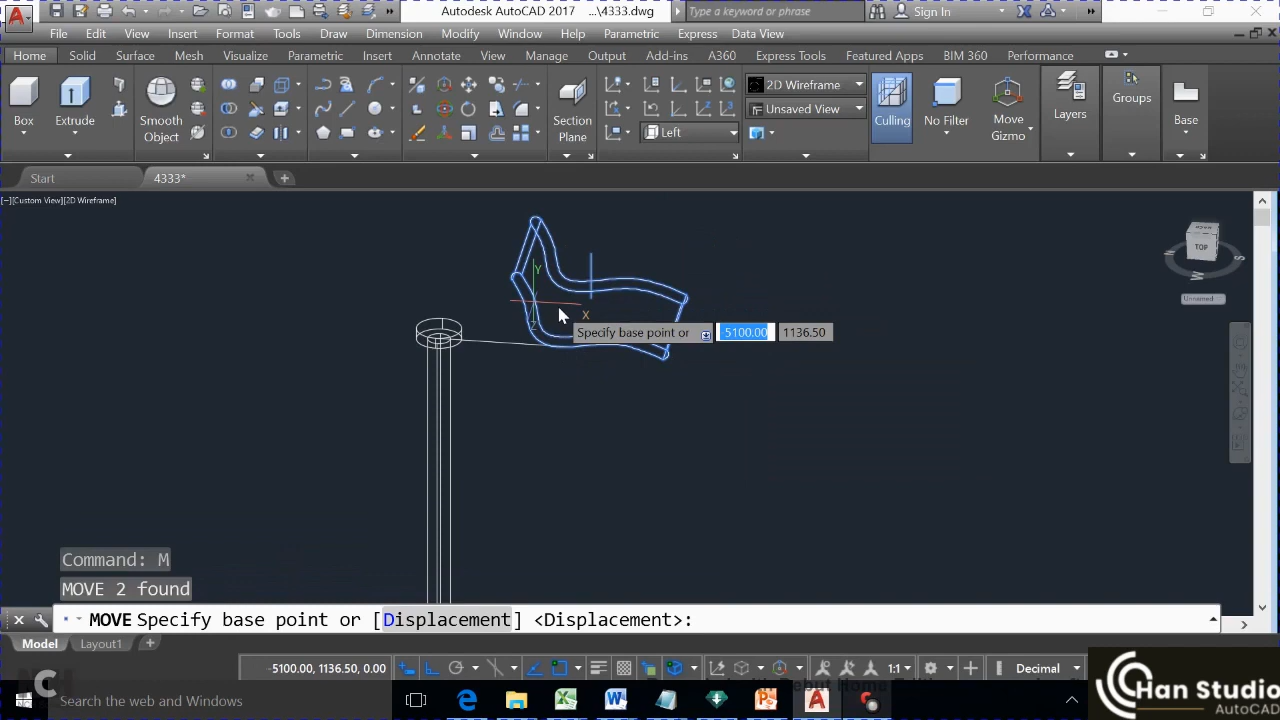 Autodesk AutoCAD 2017 ...\4333.dwg
Type a keyword or phrase
Sign In
File Edit View Insert Format Tools Draw Dimension Modify Window Help Parametric Express Data View
Home Solid Surface Mesh Visualize Parametric Insert Annotate View Manage Output Add-ins A360 Express Tools Featured Apps BIM 360 Performance
2D Wireframe
Unsaved View
Left
Box Extrude Smooth Object Section Plane Culling No Filter Move Gizmo Layers Groups Base
Start 4333*
[−][Custom View][2D Wireframe]
TOP
S
W
Unnamed
Y
X
Z
Specify base point or -5100.00 1136.50
Command: M
MOVE 2 found
MOVE Specify base point or [Displacement] <Displacement>:
Model Layout1
-5100.00, 1136.50, 0.00
1:1
Decimal
Search the web and Windows
Han Studio
AutoCAD